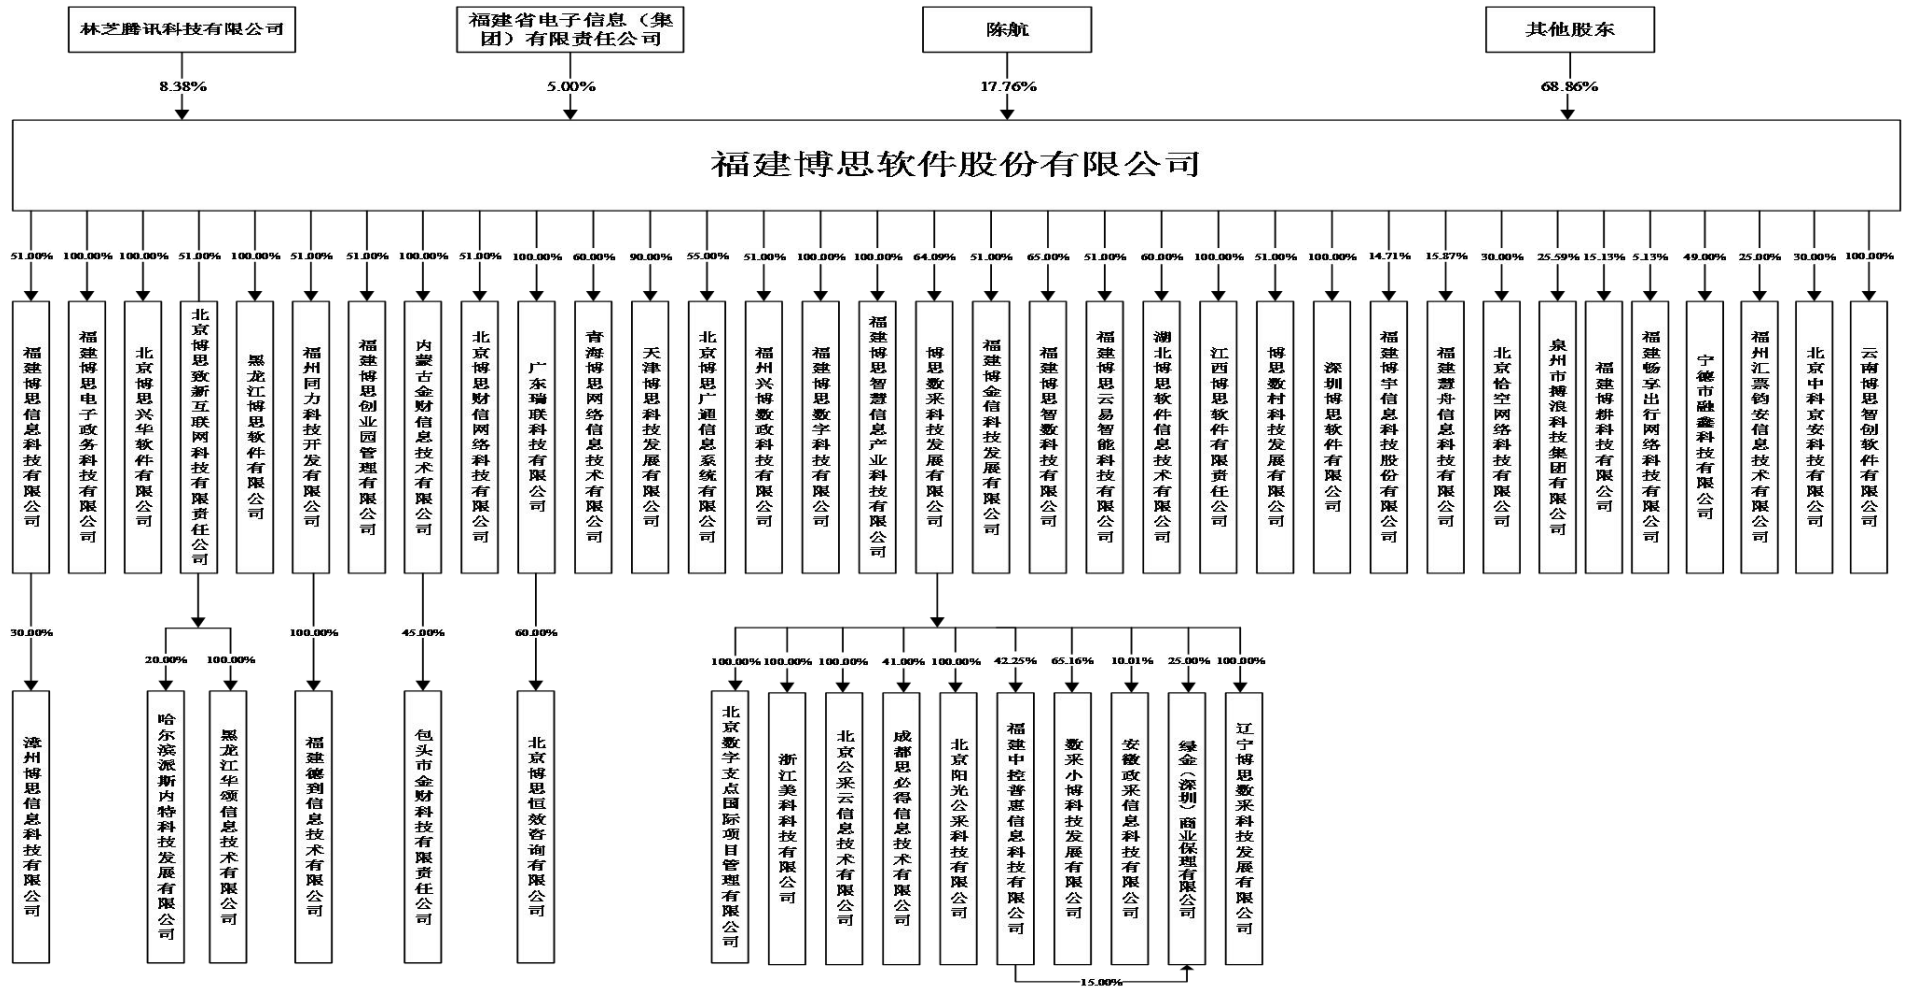 林芝腾讯科技有限公司
福建省电子信息（集
团）有限责任公司
陈航
其他股东
8.38%
5.00%
17.76%
68.86%
福建博思软件股份有限公司
51.00%
100.00%
100.00%
51.00%
100.00%
51.00%
51.00%
100.00%
51.00%
100.00%
60.00%
90.00%
55.00%
51.00%
100.00%
100.00%
64.09%
51.00%
65.00%
51.00%
60.00%
100.00%
51.00%
100.00%
14.71%
15.87%
30.00%
25.59%
15.13%
5.13%
49.00%
25.00%
30.00%
100.00%
福建博思信息科技有限公司
福建博思电子政务科技有限公司
北京博思兴华软件有限公司
北京博思致新互联网科技有限责任公司
黑龙江博思软件有限公司
福州同力科技开发有限公司
福建博思创业园管理有限公司
内蒙古金财信息技术有限公司
北京博思财信网络科技有限公司
广东瑞联科技有限公司
青海博思网络信息技术有限公司
天津博思科技发展有限公司
北京博思广通信息系统有限公司
福州兴博数政科技有限公司
福建博思数字科技有限公司
福建博思智慧信息产业科技有限公司
博思数采科技发展有限公司
福建博金信科技发展有限公司
福建博思智数科技有限公司
福建博思云易智能科技有限公司
湖北博思软件信息技术有限公司
江西博思软件有限责任公司
博思数村科技发展有限公司
深圳博思软件有限公司
福建博宇信息科技股份有限公司
福建慧舟信息科技有限公司
北京恰空网络科技有限公司
泉州市搏浪科技集团有限公司
福建博耕科技有限公司
福建畅享出行网络科技有限公司
宁德市融鑫科技有限公司
福州汇票钧安信息技术有限公司
北京中科京安科技有限公司
云南博思智创软件有限公司
30.00%
20.00%
100.00%
100.00%
45.00%
60.00%
100.00%
100.00%
100.00%
41.00%
100.00%
42.25%
65.16%
10.01%
25.00%
100.00%
漳州博思信息科技有限公司
哈尔滨派斯内特科技发展有限公司
黑龙江华颂信息技术有限公司
福建德到信息技术有限公司
包头市金财科技有限责任公司
北京博思恒效咨询有限公司
北京数字支点国际项目管理有限公司
浙江美科科技有限公司
北京公采云信息技术有限公司
成都思必得信息技术有限公司
北京阳光公采科技有限公司
福建中控普惠信息科技有限公司
数采小博科技发展有限公司
安徽政采信息科技有限公司
绿金（深圳）商业保理有限公司
辽宁博思数采科技发展有限公司
15.00%